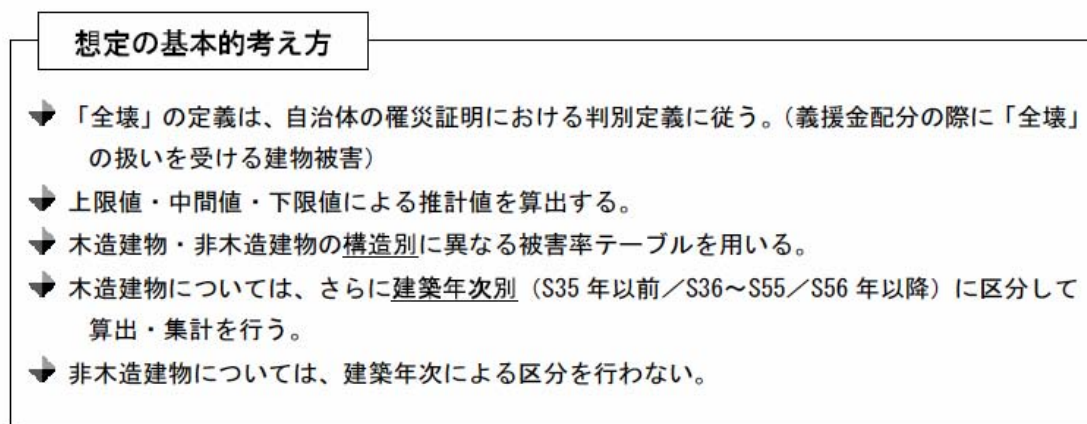 想定の基本的考え方
「全壊」の定義は、自治体の罹災証明における判別定義に従う。（義援金配分の際に「全壊」
の扱いを受ける建物被害）
上限値・中間値・下限値による推計値を算出する。
木造建物・非木造建物の構造別に異なる被害率テーブルを用いる。
木造建物については、さらに建築年次別（S35 年以前／S36～S55／S56 年以降）に区分して
算出・集計を行う。
非木造建物については、建築年次による区分を行わない。